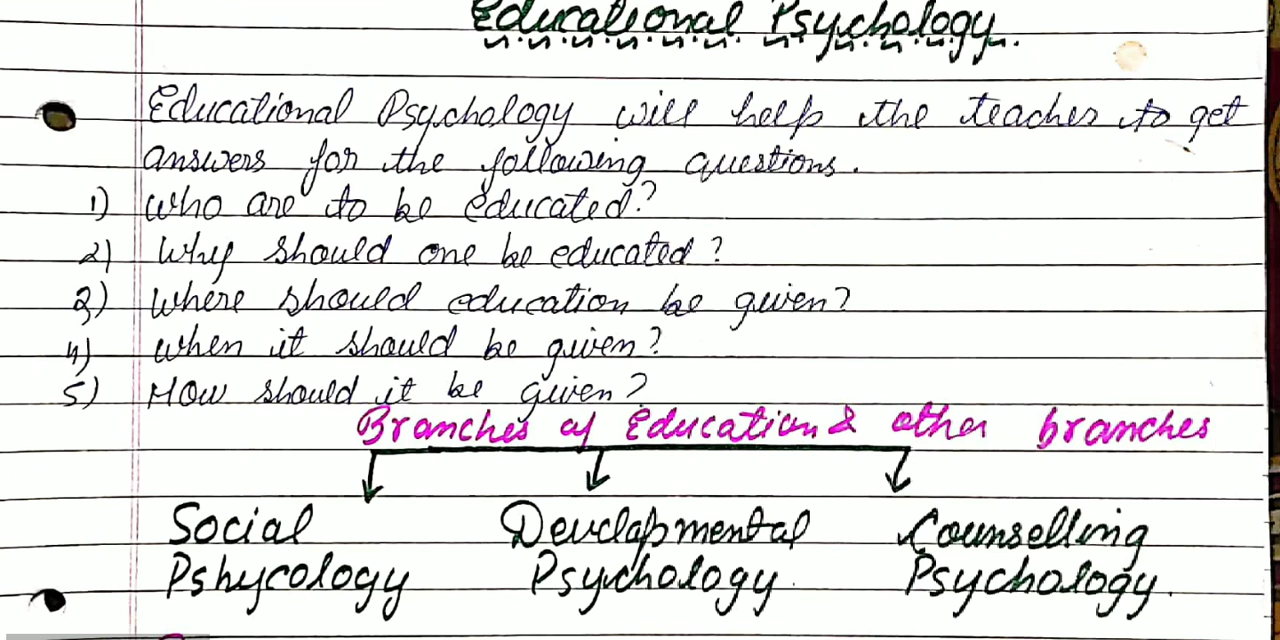 Educational Psychology.
Educational Psychology will help the teacher to get
answers for the following questions.
1) Who are to be educated?
2) Why should one be educated?
3) Where should education be given?
4) When it should be given?
5) How should it be given?
Branches of Education & other branches
Social Developmental Counselling
Pshycology Psychology Psychology.